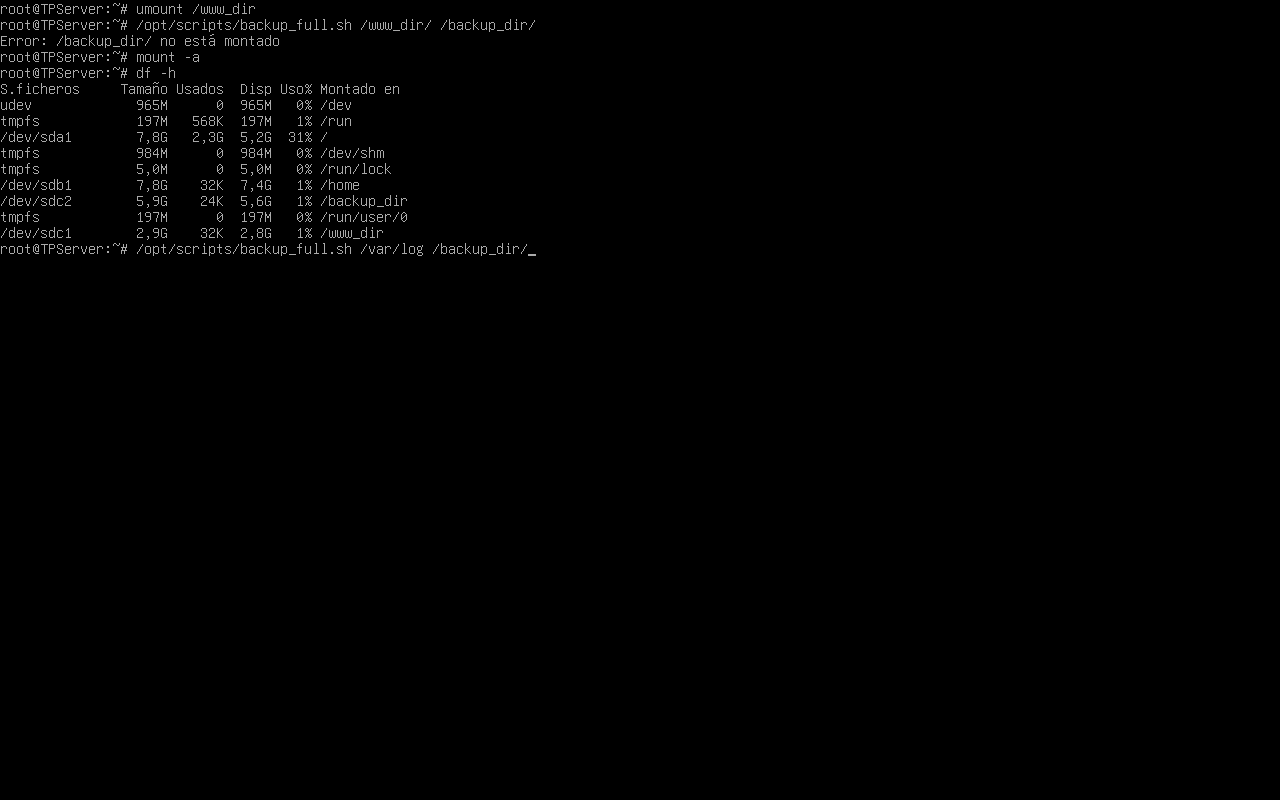 root@TPServer:~# umount /www_dir
root@TPServer:~# /opt/scripts/backup_full.sh /www_dir/ /backup_dir/
Error: /backup_dir/ no está montado
root@TPServer:~# mount -a
root@TPServer:~# df -h
S.ficheros     Tamaño Usados  Disp Uso% Montado en
udev             965M      0  965M   0% /dev
tmpfs            197M   568K  197M   1% /run
/dev/sda1        7,8G   2,3G  5,2G  31% /
tmpfs            984M      0  984M   0% /dev/shm
tmpfs            5,0M      0  5,0M   0% /run/lock
/dev/sdb1        7,8G    32K  7,4G   1% /home
/dev/sdc2        5,9G    24K  5,6G   1% /backup_dir
tmpfs            197M      0  197M   0% /run/user/0
/dev/sdc1        2,9G    32K  2,8G   1% /www_dir
root@TPServer:~# /opt/scripts/backup_full.sh /var/log /backup_dir/_